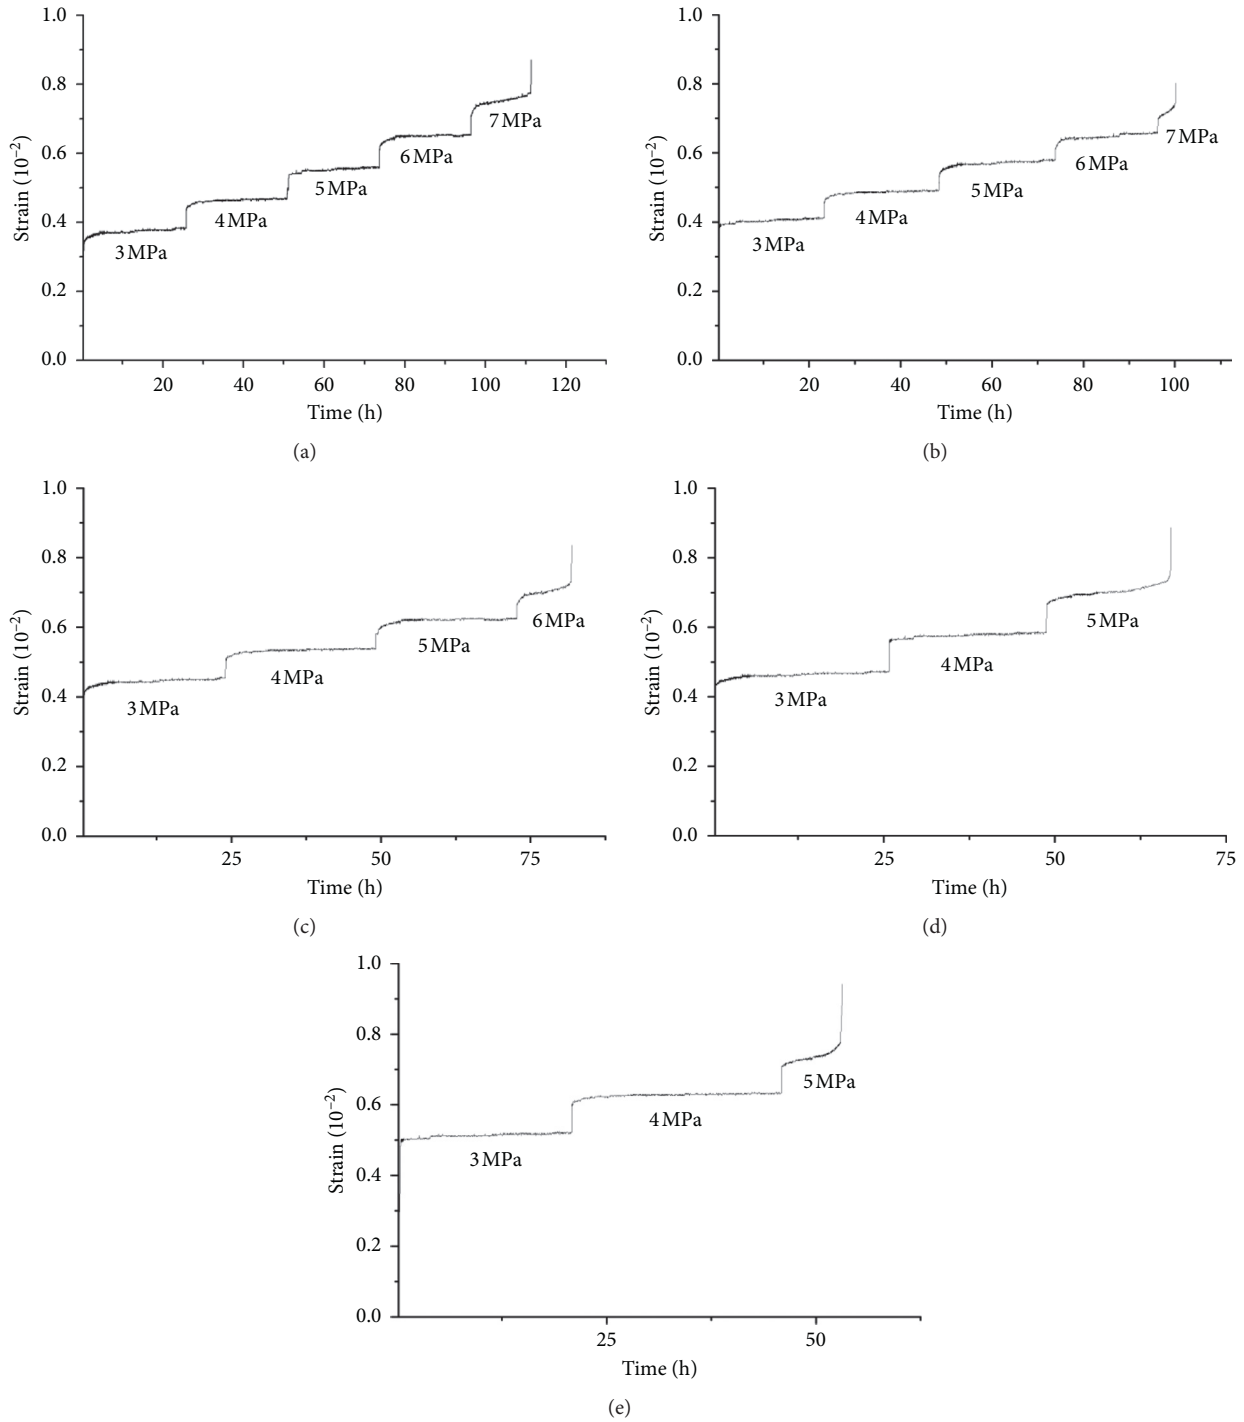 1.0
0.8
0.6
0.4
0.2
0.0
Strain (10⁻²)
3 MPa
4 MPa
5 MPa
6 MPa
7 MPa
20 40 60 80 100 120
Time (h)
(a)
1.0
0.8
0.6
0.4
0.2
0.0
Strain (10⁻²)
3 MPa
4 MPa
5 MPa
6 MPa
7 MPa
20 40 60 80 100
Time (h)
(b)
1.0
0.8
0.6
0.4
0.2
0.0
Strain (10⁻²)
3 MPa
4 MPa
5 MPa
6 MPa
25 50 75
Time (h)
(c)
1.0
0.8
0.6
0.4
0.2
0.0
Strain (10⁻²)
3 MPa
4 MPa
5 MPa
25 50 75
Time (h)
(d)
1.0
0.8
0.6
0.4
0.2
0.0
Strain (10⁻²)
3 MPa
4 MPa
5 MPa
25 50
Time (h)
(e)